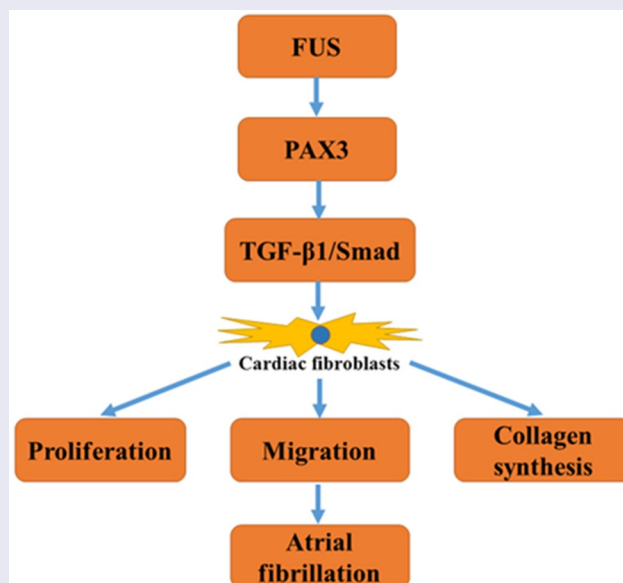 FUS
PAX3
TGF-β1/Smad
Cardiac fibroblasts
Proliferation
Migration
Collagen
synthesis
Atrial
fibrillation